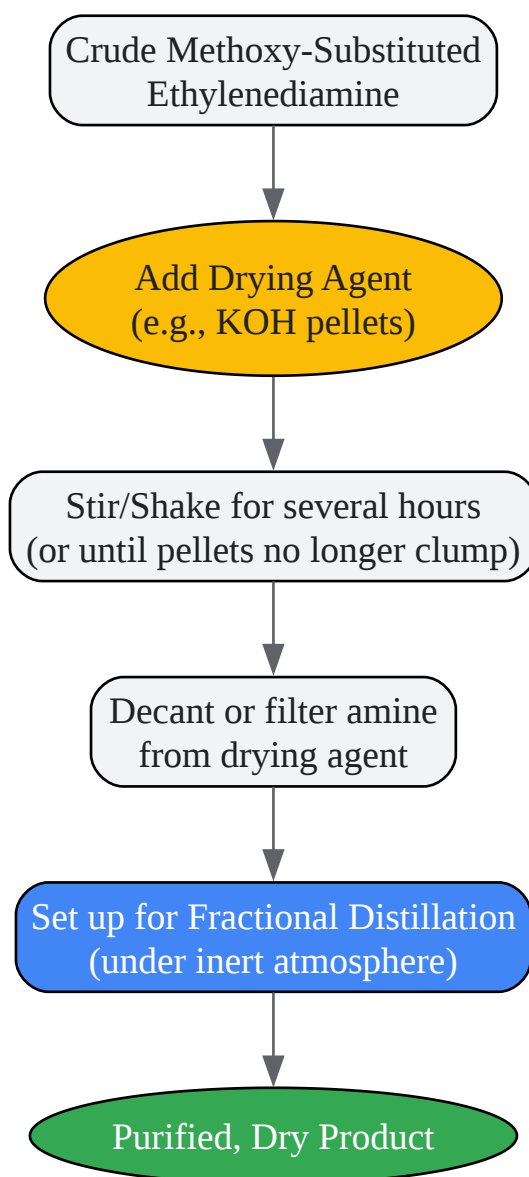 Crude Methoxy-Substituted
Ethylenediamine
Add Drying Agent
(e.g., KOH pellets)
Stir/Shake for several hours
(or until pellets no longer clump)
Decant or filter amine
from drying agent
Set up for Fractional Distillation
(under inert atmosphere)
Purified, Dry Product